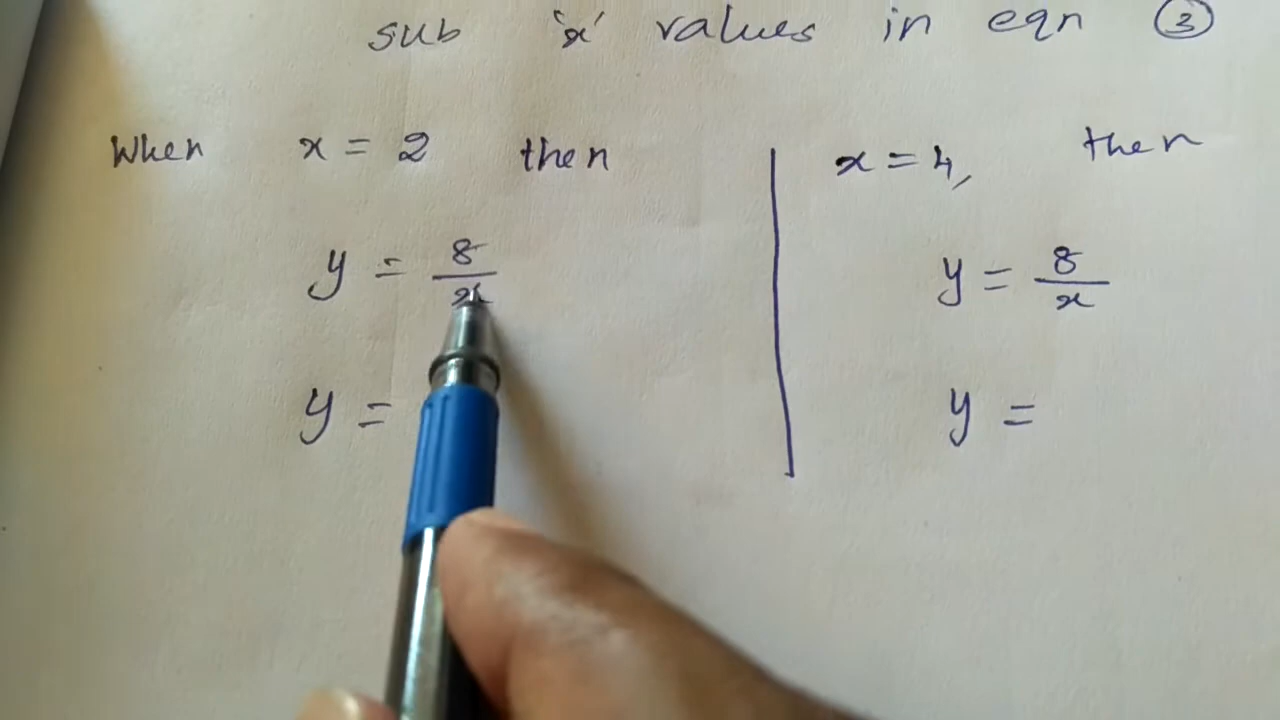 sub 'x' values in eqn ③
When x = 2 then
y = 8/x
y =
x = 4, then
y = 8/x
y =